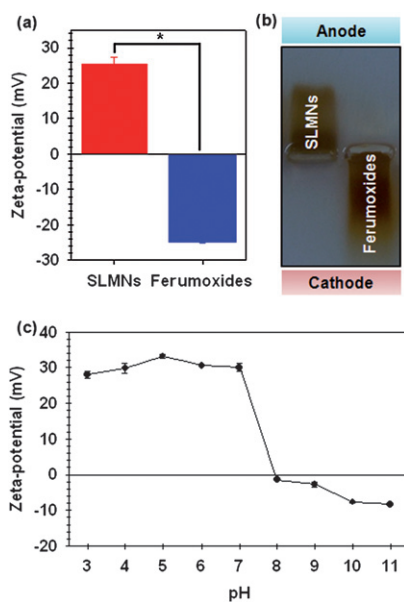 (a)
*
Zeta-potential (mV)
30
20
10
0
-10
-20
-30
SLMNs Ferumoxides
(b)
Anode
SLMNs
Ferumoxides
Cathode
(c)
Zeta-potential (mV)
40
30
20
10
0
-10
-20
3 4 5 6 7 8 9 10 11
pH